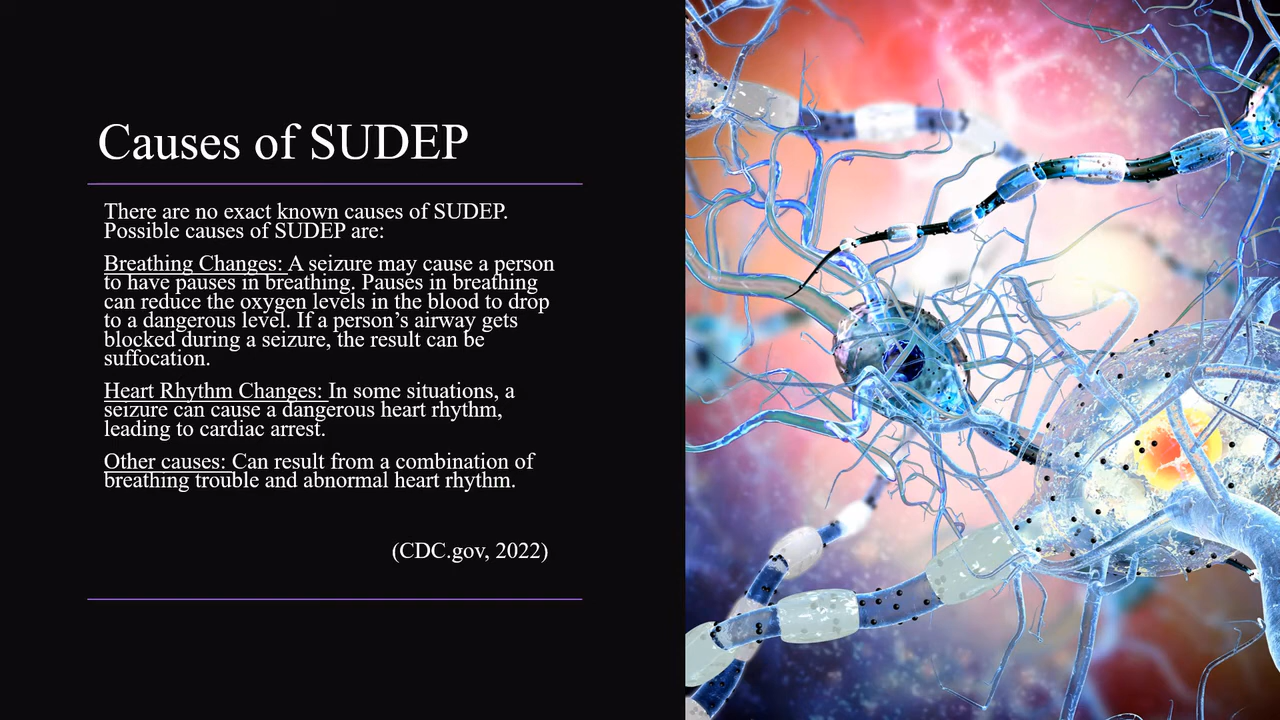 Causes of SUDEP
There are no exact known causes of SUDEP.
Possible causes of SUDEP are:
Breathing Changes: A seizure may cause a person
to have pauses in breathing. Pauses in breathing
can reduce the oxygen levels in the blood to drop
to a dangerous level. If a person’s airway gets
blocked during a seizure, the result can be
suffocation.
Heart Rhythm Changes: In some situations, a
seizure can cause a dangerous heart rhythm,
leading to cardiac arrest.
Other causes: Can result from a combination of
breathing trouble and abnormal heart rhythm.
(CDC.gov, 2022)